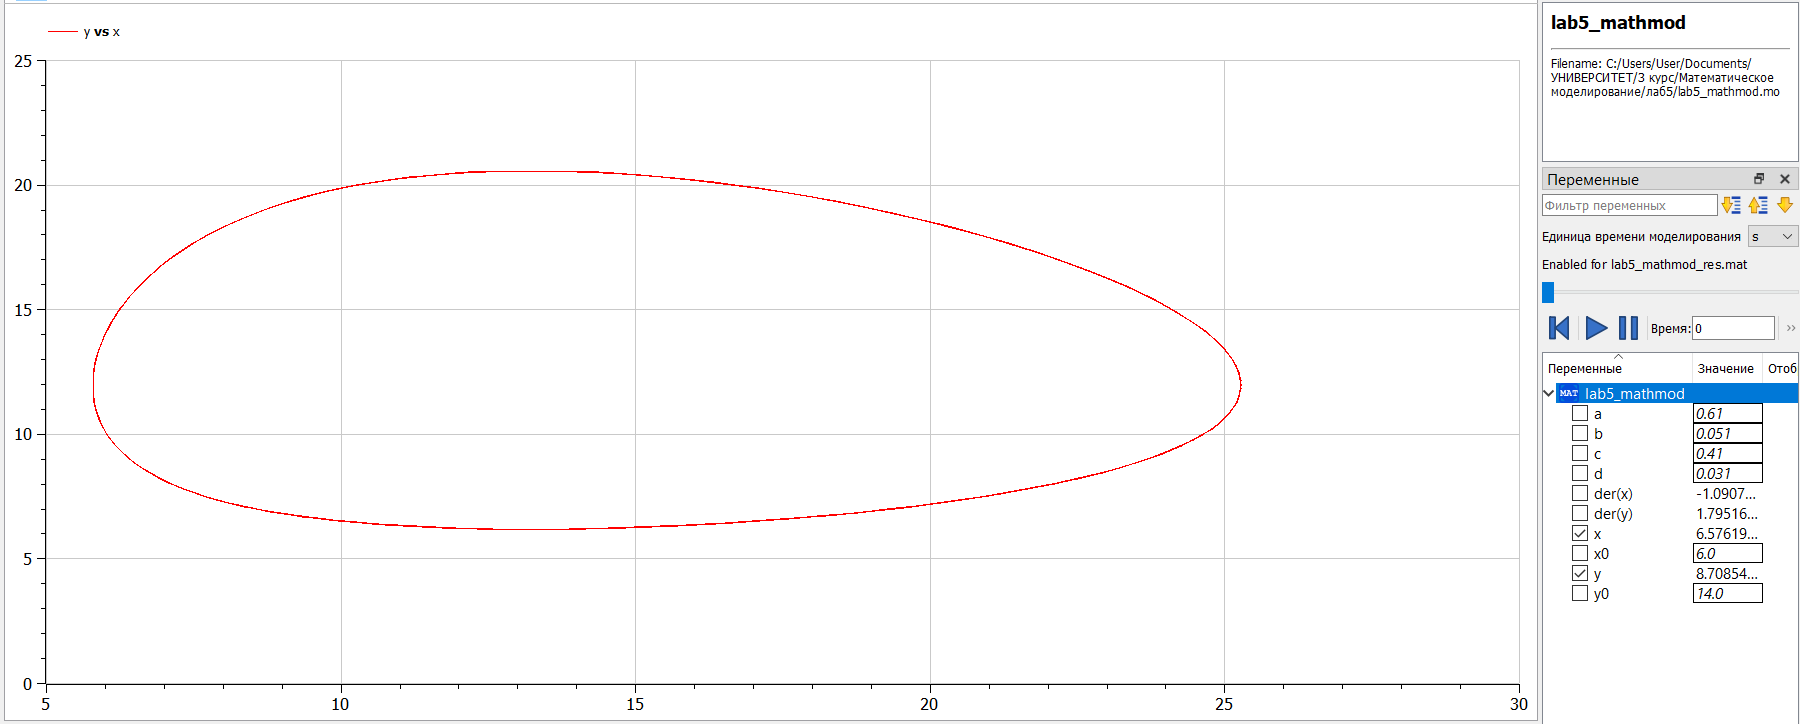 y vs x
25
20
15
10
5
0
5 10 15 20 25 30
lab5_mathmod
Filename: C:/Users/User/Documents/
УНИВЕРСИТЕТ/3 курс/Математическое
моделирование/лаб5/lab5_mathmod.mo
Переменные
Фильтр переменных
Единица времени моделирования s
Enabled for lab5_mathmod_res.mat
Время: 0 »
Переменные Значение Отоб
MAT lab5_mathmod
a 0.61
b 0.051
c 0.41
d 0.031
der(x) -1.0907...
der(y) 1.79516...
x 6.57619...
x0 6.0
y 8.70854...
y0 14.0